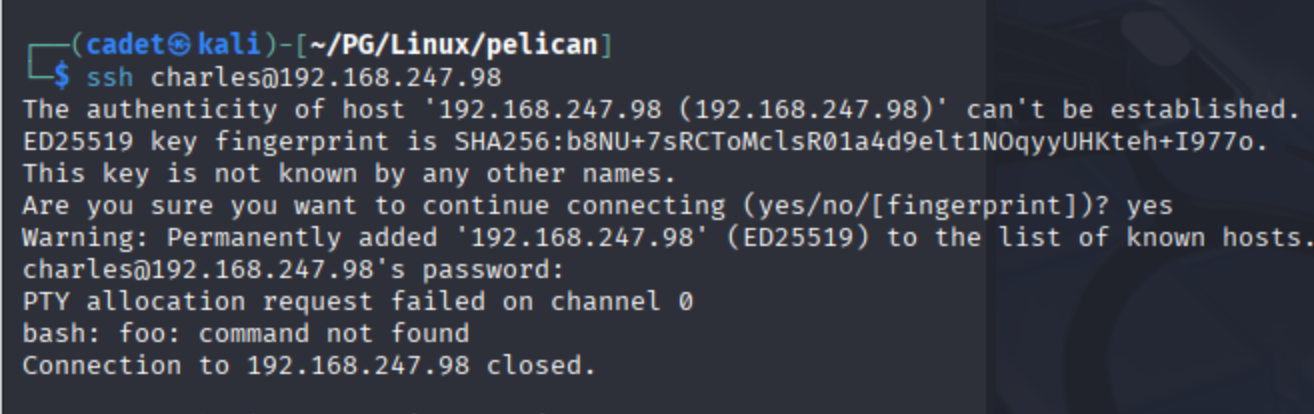 ┌──(cadet㉿kali)-[~/PG/Linux/pelican]
└─$ ssh charles@192.168.247.98
The authenticity of host '192.168.247.98 (192.168.247.98)' can't be established.
ED25519 key fingerprint is SHA256:b8NU+7sRCToMclsR01a4d9elt1NOqyyUHKteh+I977o.
This key is not known by any other names.
Are you sure you want to continue connecting (yes/no/[fingerprint])? yes
Warning: Permanently added '192.168.247.98' (ED25519) to the list of known hosts.
charles@192.168.247.98's password:
PTY allocation request failed on channel 0
bash: foo: command not found
Connection to 192.168.247.98 closed.